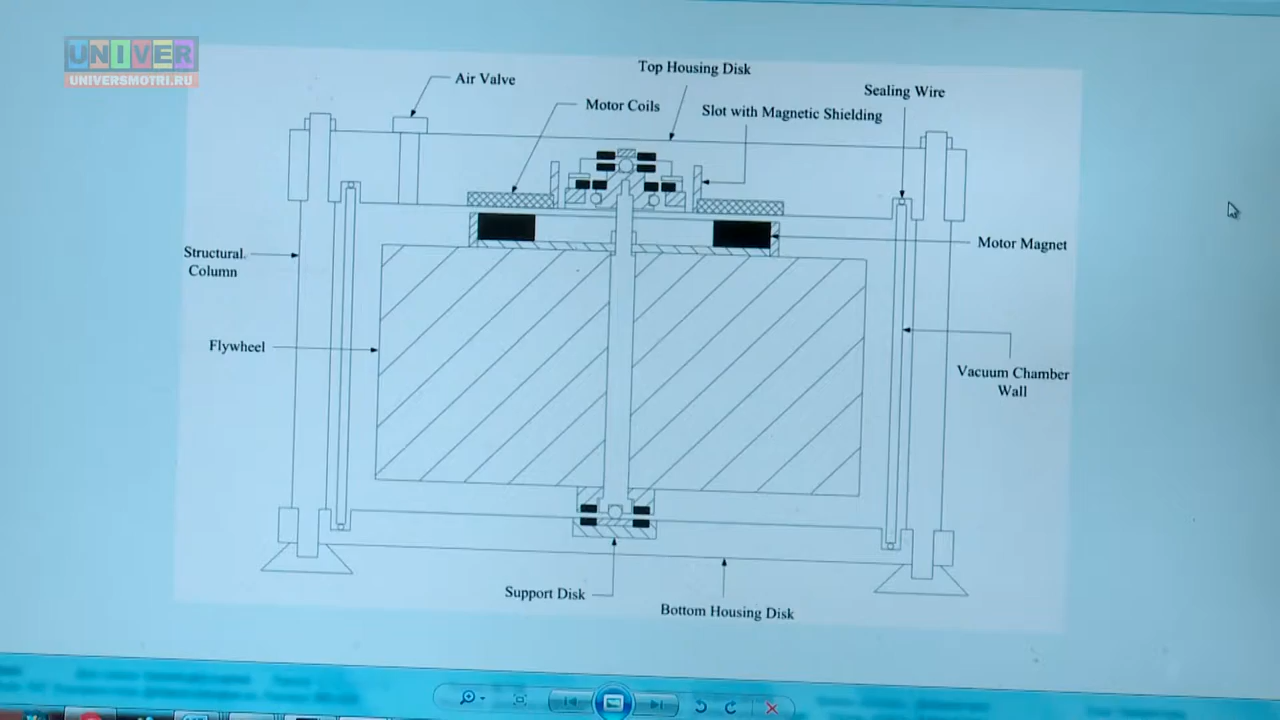 UNIVER
UNIVERSMOTRI.RU
Top Housing Disk
Air Valve
Sealing Wire
Motor Coils
Slot with Magnetic Shielding
Motor Magnet
Structural
Column
Flywheel
Vacuum Chamber
Wall
Support Disk
Bottom Housing Disk